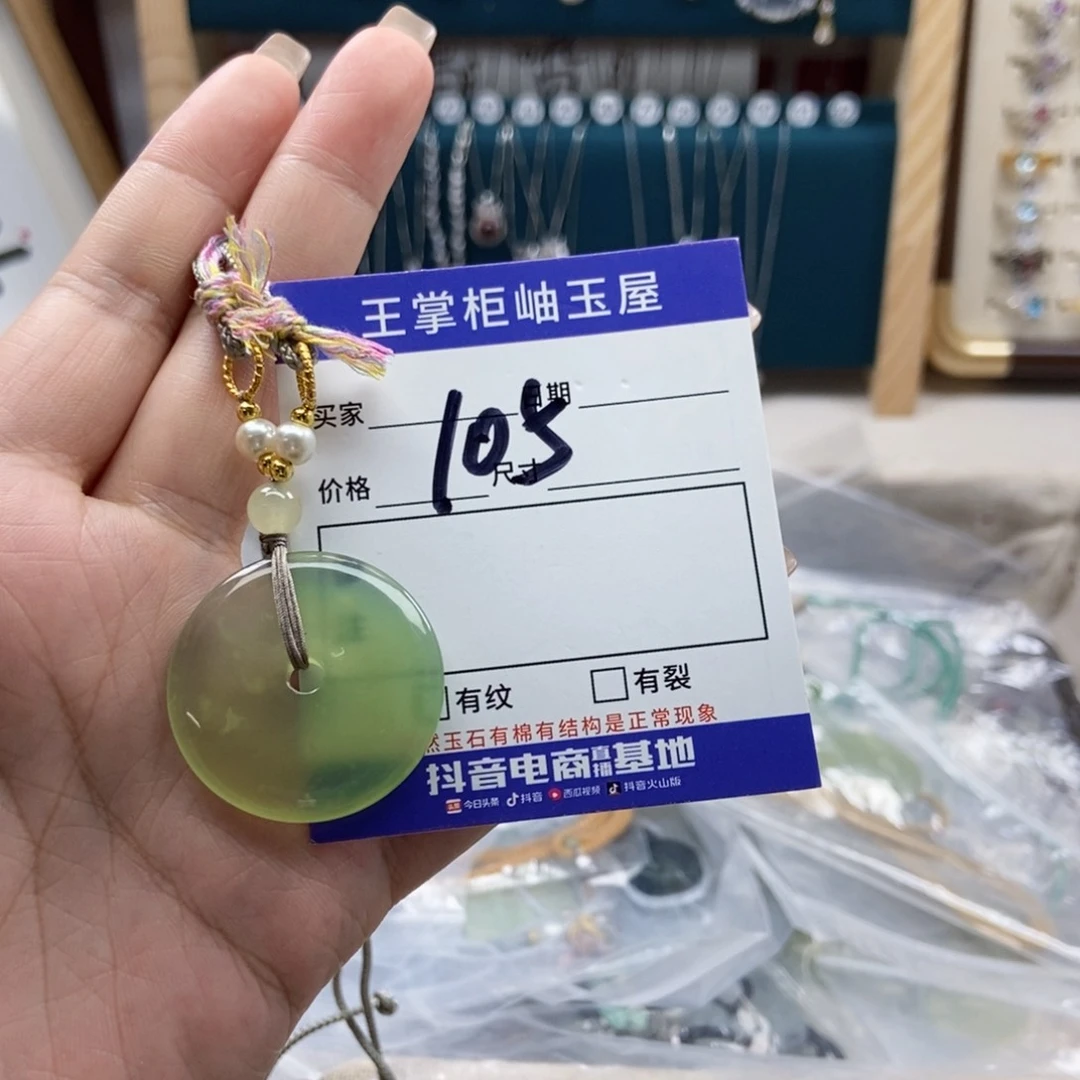 王掌柜岫玉屋
买家 日期
105
价格 尺寸
有纹 有裂
然玉石有棉有结构是正常现象
抖音电商直播基地
今日头条 抖音 西瓜视频 抖音火山版